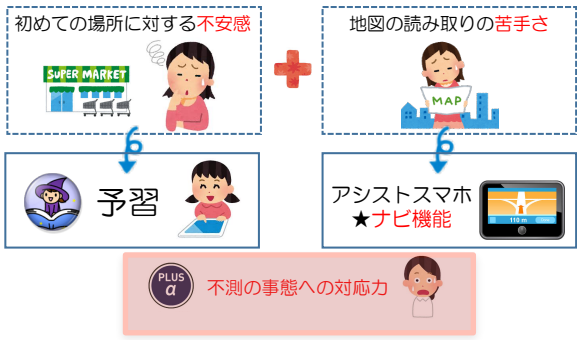 初めての場所に対する不安感
地図の読み取りの苦手さ
SUPER MARKET
MAP
予習
アシストスマホ
★ナビ機能
110 m
PLUS
α
不測の事態への対応力